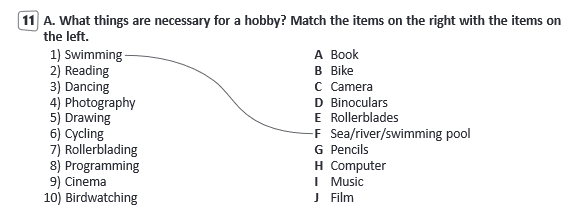 11 A. What things are necessary for a hobby? Match the items on the right with the items on
the left.
1) Swimming A Book
2) Reading B Bike
3) Dancing C Camera
4) Photography D Binoculars
5) Drawing E Rollerblades
6) Cycling F Sea/river/swimming pool
7) Rollerblading G Pencils
8) Programming H Computer
9) Cinema I Music
10) Birdwatching J Film